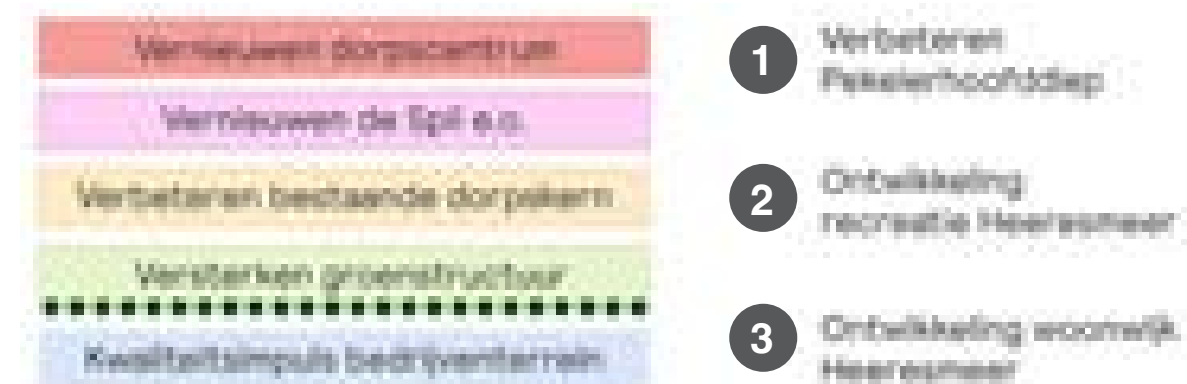 Vernieuwen dorpscentrum
Vernieuwen de Spil e.o.
Verbeteren bestaande dorpskern
Versterken groenstructuur
Kwaliteitsimpuls bedrijventerrein
1 Verbeteren
Pekelerhoofddiep
2 Ontwikkeling
recreatie Heeresmeer
3 Ontwikkeling woonwijk
Heeresmeer